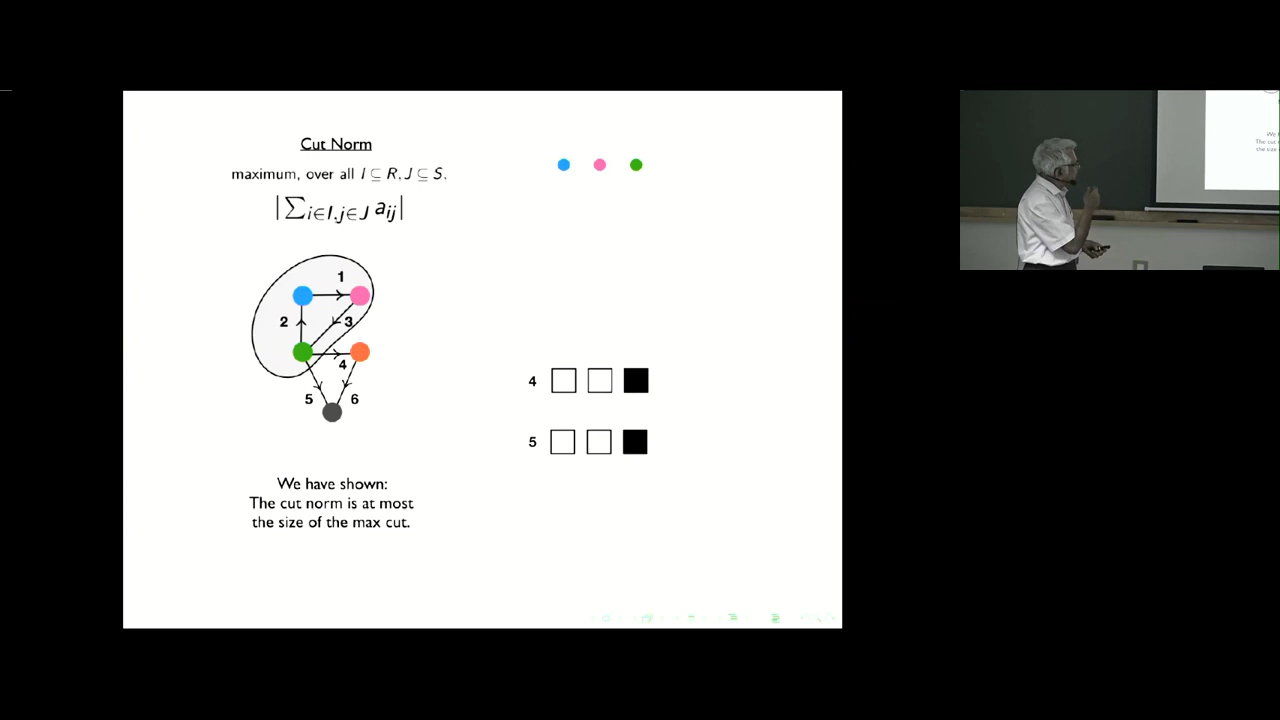 Cut Norm
maximum, over all I ⊆ R, J ⊆ S,
|∑i∈I,j∈J aij|
1
2
3
4
5
6
4
5
We have shown:
The cut norm is at most
the size of the max cut.